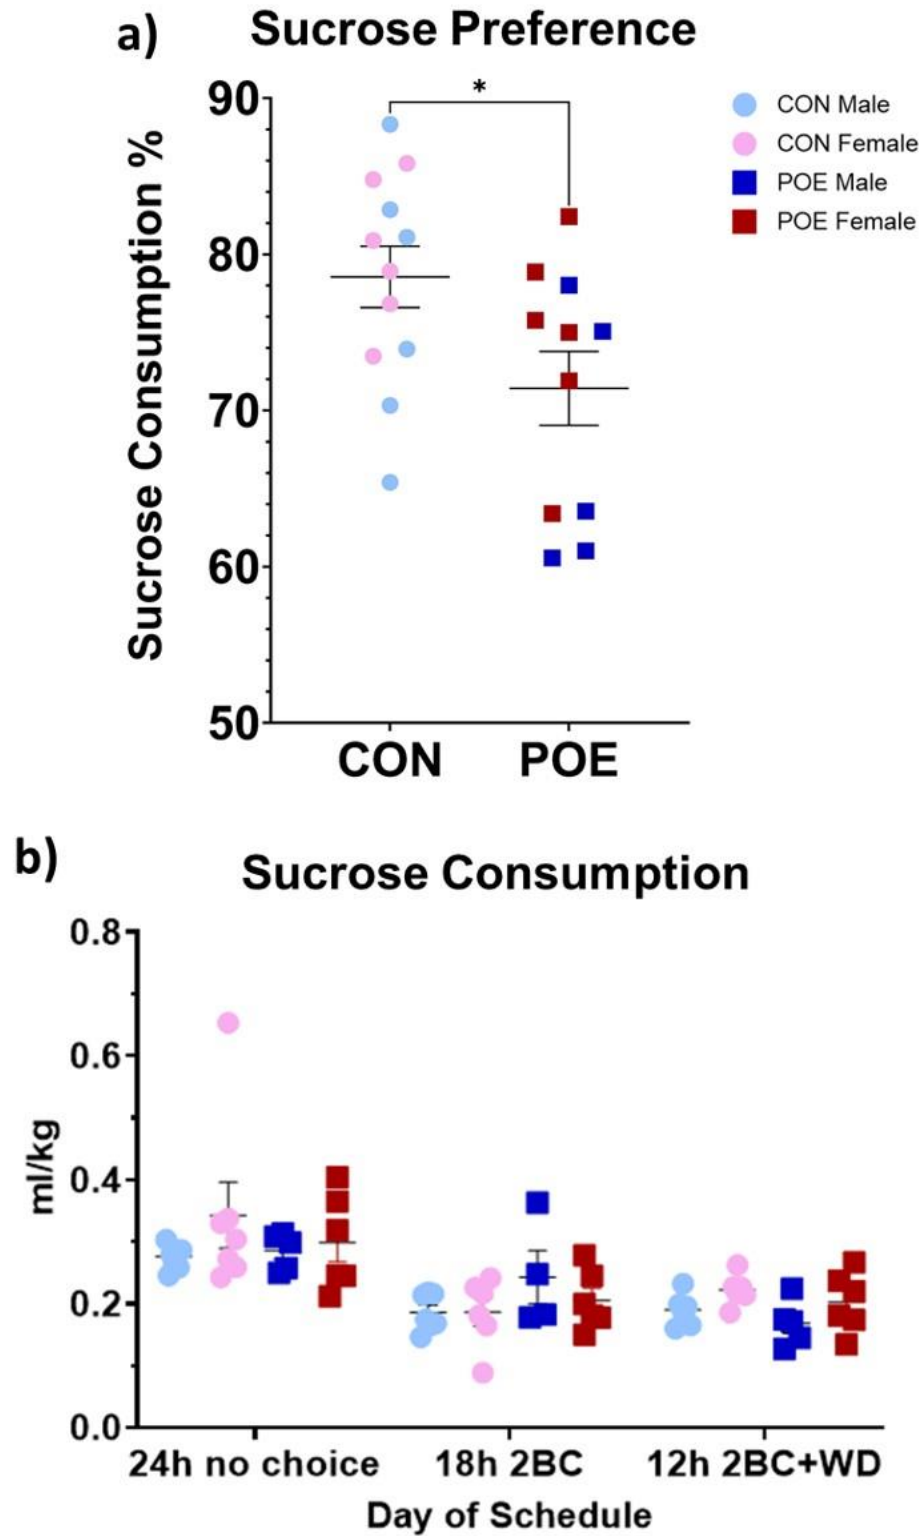 a)
Sucrose Preference
*
CON Male
CON Female
POE Male
POE Female
Sucrose Consumption %
90
80
70
60
50
CON POE
b)
Sucrose Consumption
ml/kg
0.8
0.6
0.4
0.2
0.0
24h no choice 18h 2BC 12h 2BC+WD
Day of Schedule